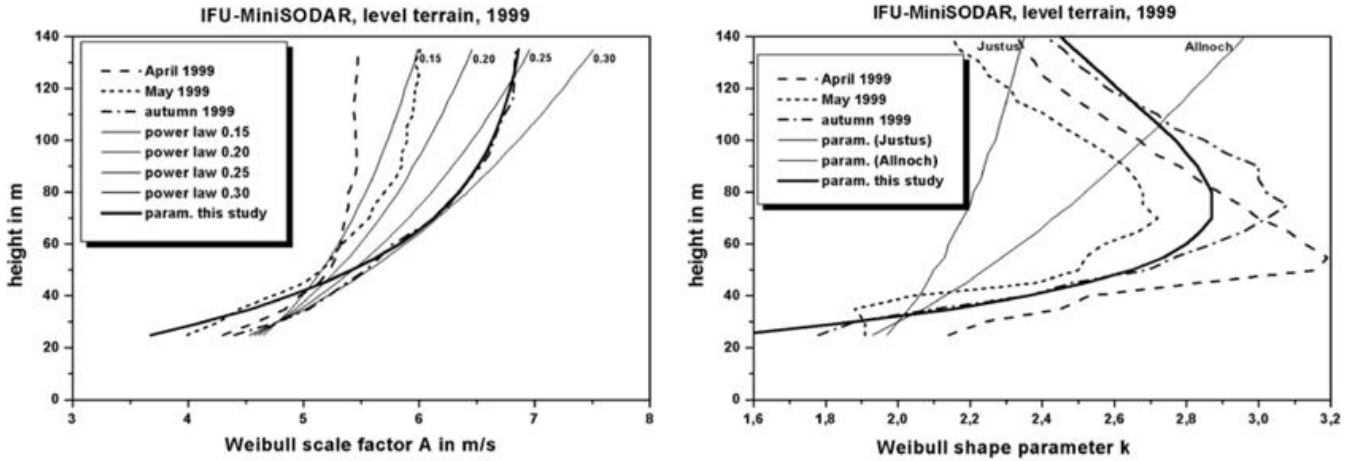 IFU-MiniSODAR, level terrain, 1999
140
120
100
80
60
40
20
0
height in m
April 1999
May 1999
autumn 1999
power law 0.15
power law 0.20
power law 0.25
power law 0.30
param. this study
0.15
0.20
0.25
0.30
3
4
5
6
7
8
Weibull scale factor A in m/s
IFU-MiniSODAR, level terrain, 1999
140
120
100
80
60
40
20
0
height in m
April 1999
May 1999
autumn 1999
param. (Justus)
param. (Allnoch)
param. this study
Justus
Allnoch
1,6
1,8
2,0
2,2
2,4
2,6
2,8
3,0
3,2
Weibull shape parameter k